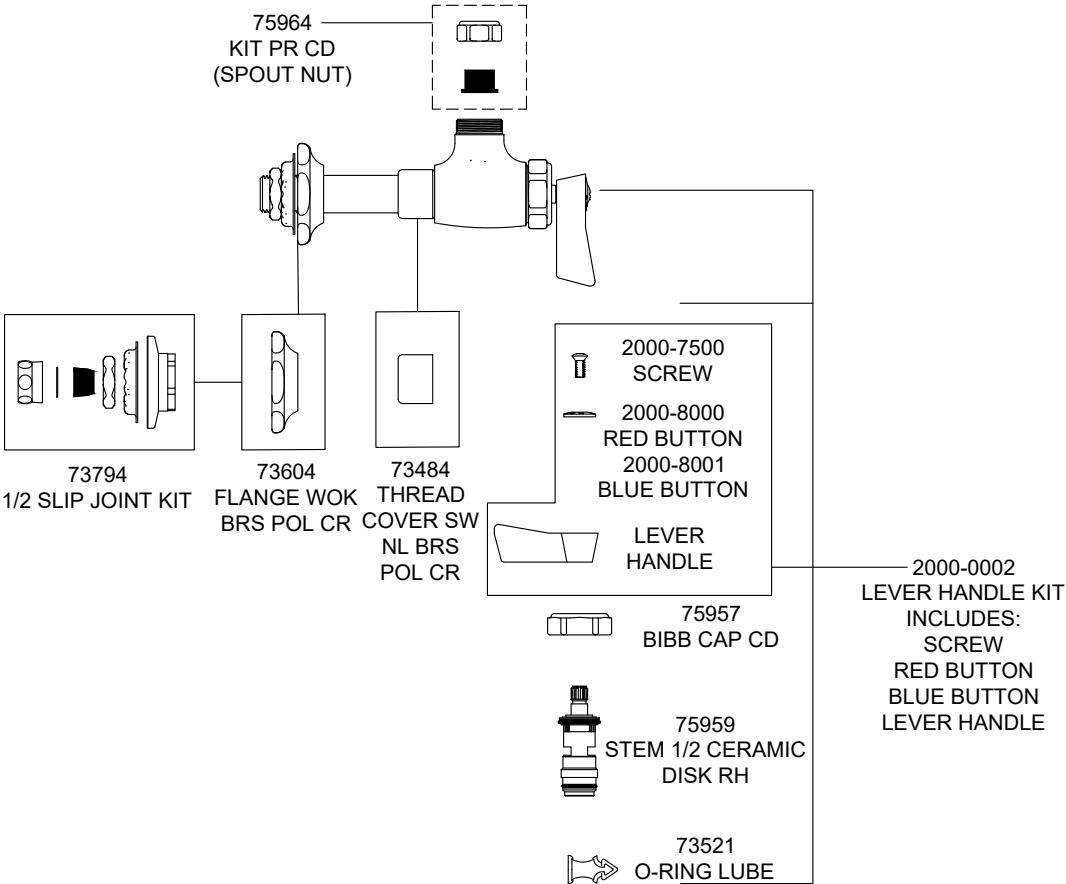 75964
KIT PR CD
(SPOUT NUT)
73794
1/2 SLIP JOINT KIT
73604
FLANGE WOK
BRS POL CR
73484
THREAD
COVER SW
NL BRS
POL CR
2000-7500
SCREW
2000-8000
RED BUTTON
2000-8001
BLUE BUTTON
LEVER
HANDLE
2000-0002
LEVER HANDLE KIT
INCLUDES:
SCREW
RED BUTTON
BLUE BUTTON
LEVER HANDLE
75957
BIBB CAP CD
75959
STEM 1/2 CERAMIC
DISK RH
73521
O-RING LUBE